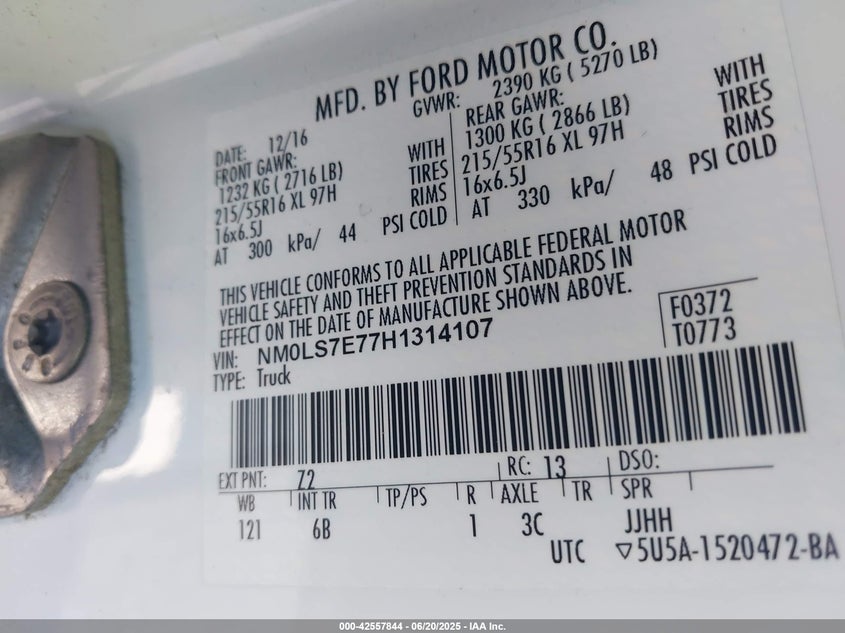 MFD. BY FORD MOTOR CO.
DATE: 12/16 GVWR: 2390 KG ( 5270 LB)
FRONT GAWR: REAR GAWR:
1232 KG ( 2716 LB) WITH 1300 KG ( 2866 LB) WITH
215/55R16 XL 97H TIRES 215/55R16 XL 97H TIRES
16x6.5J RIMS 16x6.5J RIMS
AT 300 kPa/ 44 PSI COLD AT 330 kPa/ 48 PSI COLD
THIS VEHICLE CONFORMS TO ALL APPLICABLE FEDERAL MOTOR
VEHICLE SAFETY AND THEFT PREVENTION STANDARDS IN
EFFECT ON THE DATE OF MANUFACTURE SHOWN ABOVE.
VIN: NM0LS7E77H1314107 F0372
TYPE: Truck T0773
EXT PNT: Z2 RC: 13 DSO:
WB INT TR TP/PS R AXLE TR SPR
121 6B 1 3C JJHH
UTC ▽5U5A-1520472-BA
000-42557844 - 06/20/2025 - IAA Inc.